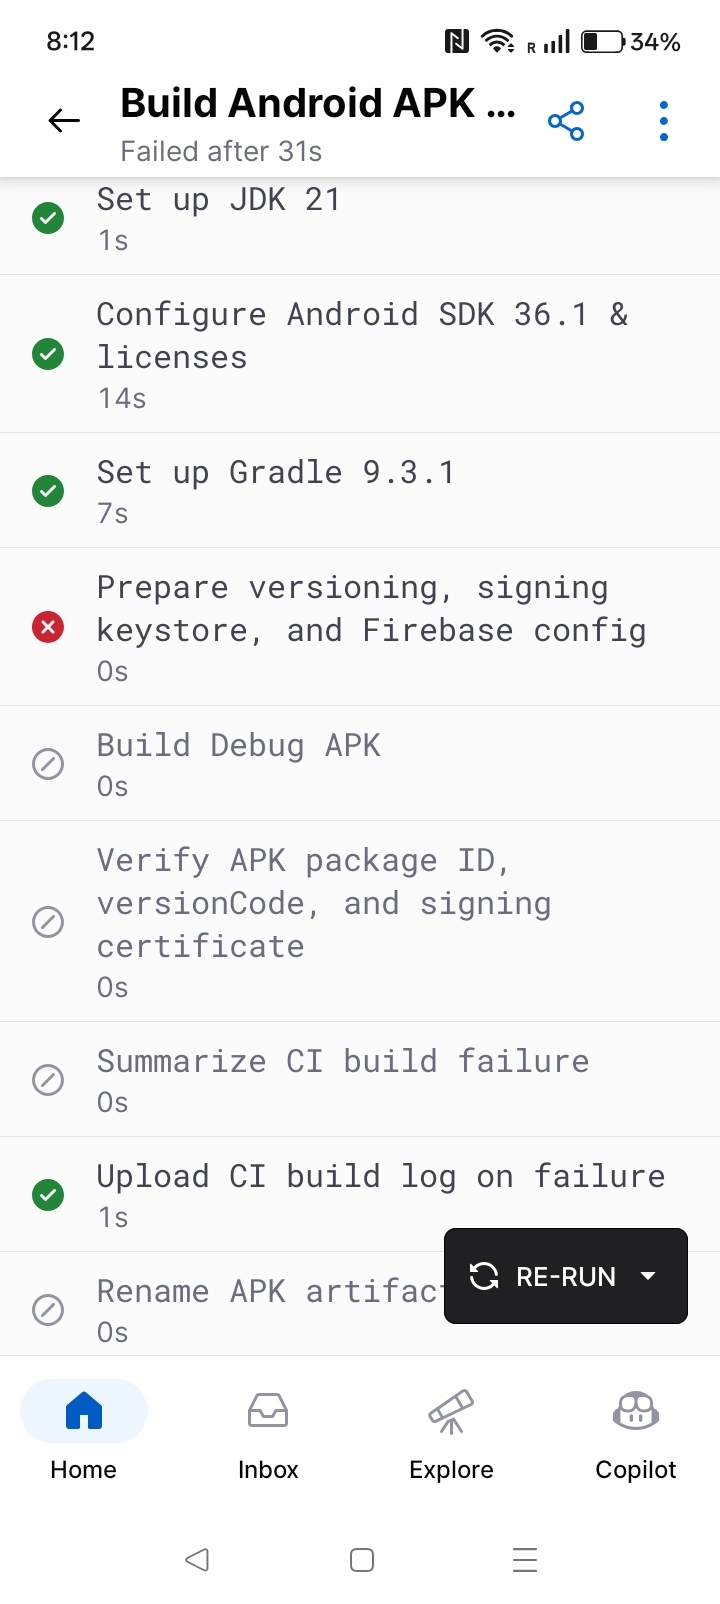 8:12
R
34%
Build Android APK ...
Failed after 31s
Set up JDK 21
1s
Configure Android SDK 36.1 &
licenses
14s
Set up Gradle 9.3.1
7s
Prepare versioning, signing
keystore, and Firebase config
0s
Build Debug APK
0s
Verify APK package ID,
versionCode, and signing
certificate
0s
Summarize CI build failure
0s
Upload CI build log on failure
1s
Rename APK
0s
RE-RUN
Home
Inbox
Explore
Copilot